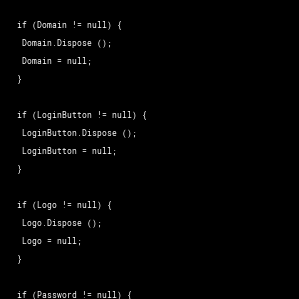 if (Domain != null) {
Domain.Dispose ();
Domain = null;
}
if (LoginButton != null) {
LoginButton.Dispose ();
LoginButton = null;
}
if (Logo != null) {
Logo.Dispose ();
Logo = null;
}
if (Password != null) {